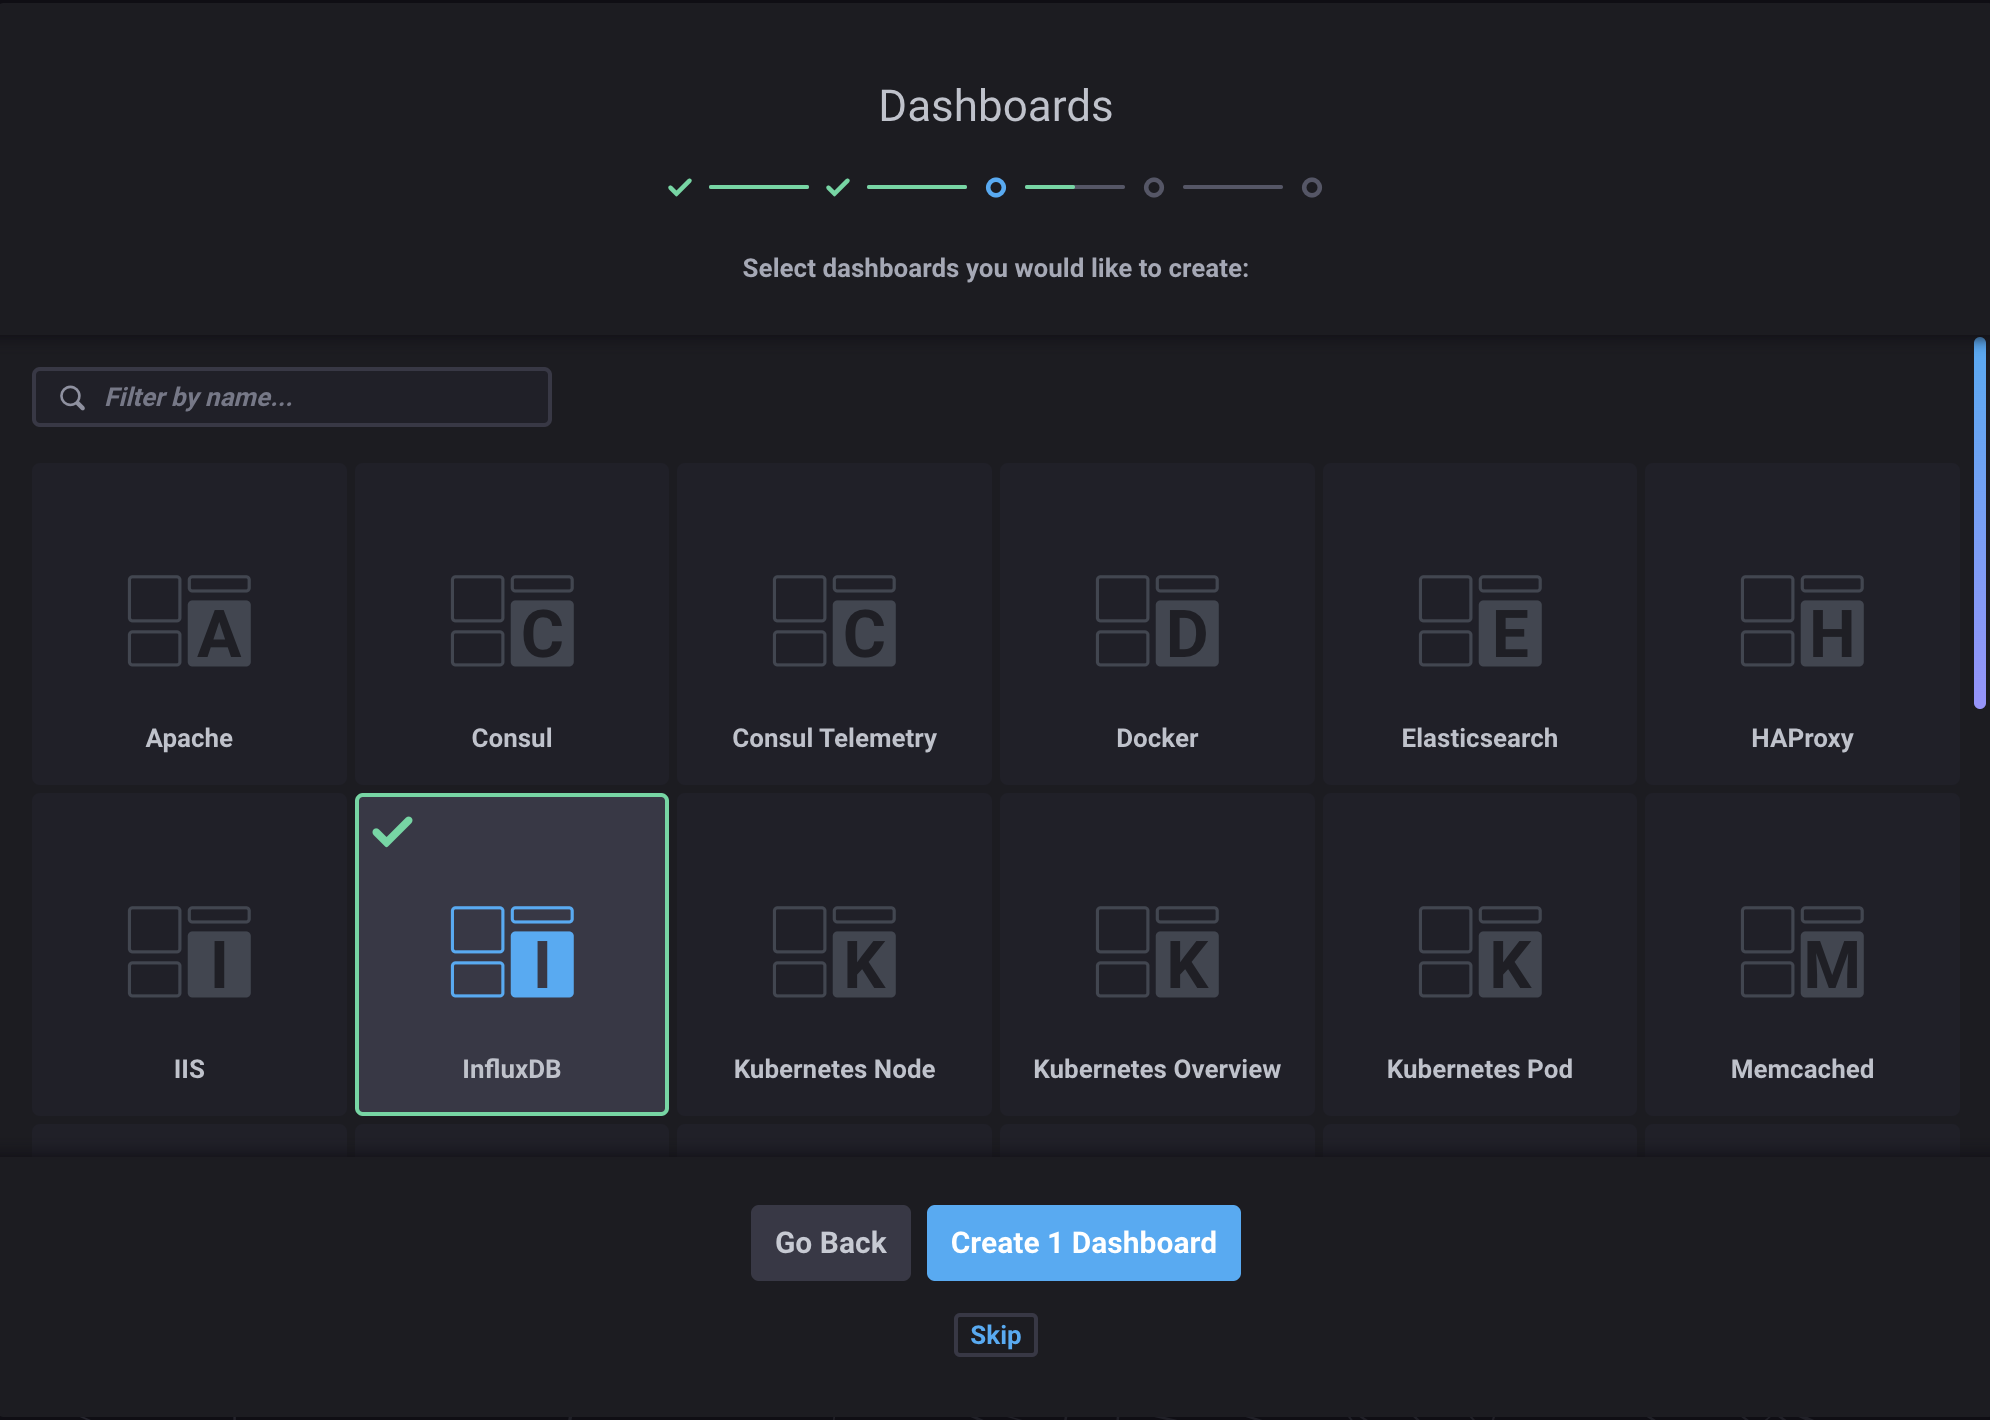 Dashboards
Select dashboards you would like to create:
Filter by name...
A
C
C
D
E
H
Apache
Consul
Consul Telemetry
Docker
Elasticsearch
HAProxy
I
I
K
K
K
M
IIS
InfluxDB
Kubernetes Node
Kubernetes Overview
Kubernetes Pod
Memcached
Go Back
Create 1 Dashboard
Skip